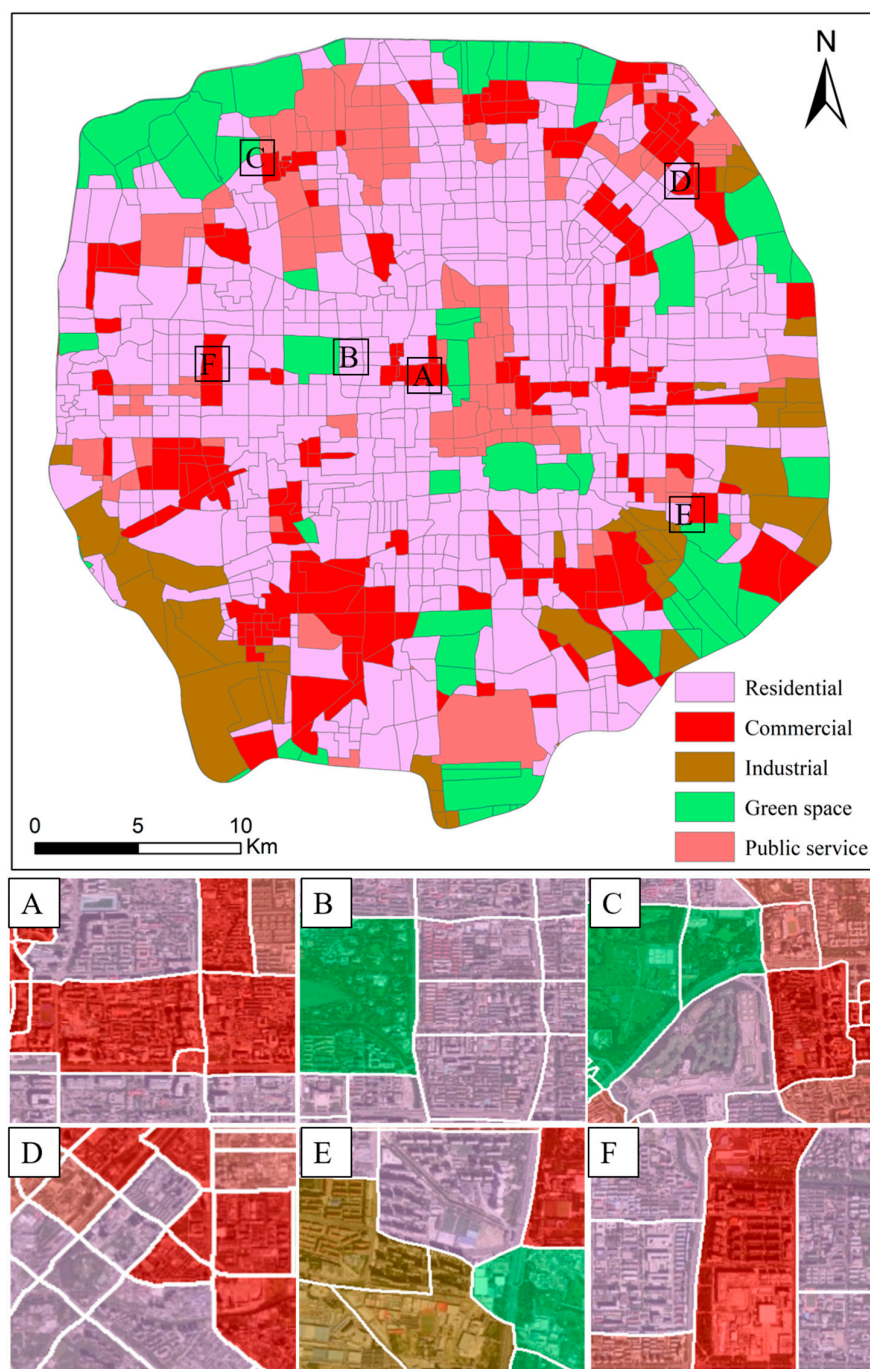 N
C
D
F
B
A
E
Residential
Commercial
Industrial
Green space
Public service
0 5 10
Km
A
B
C
D
E
F